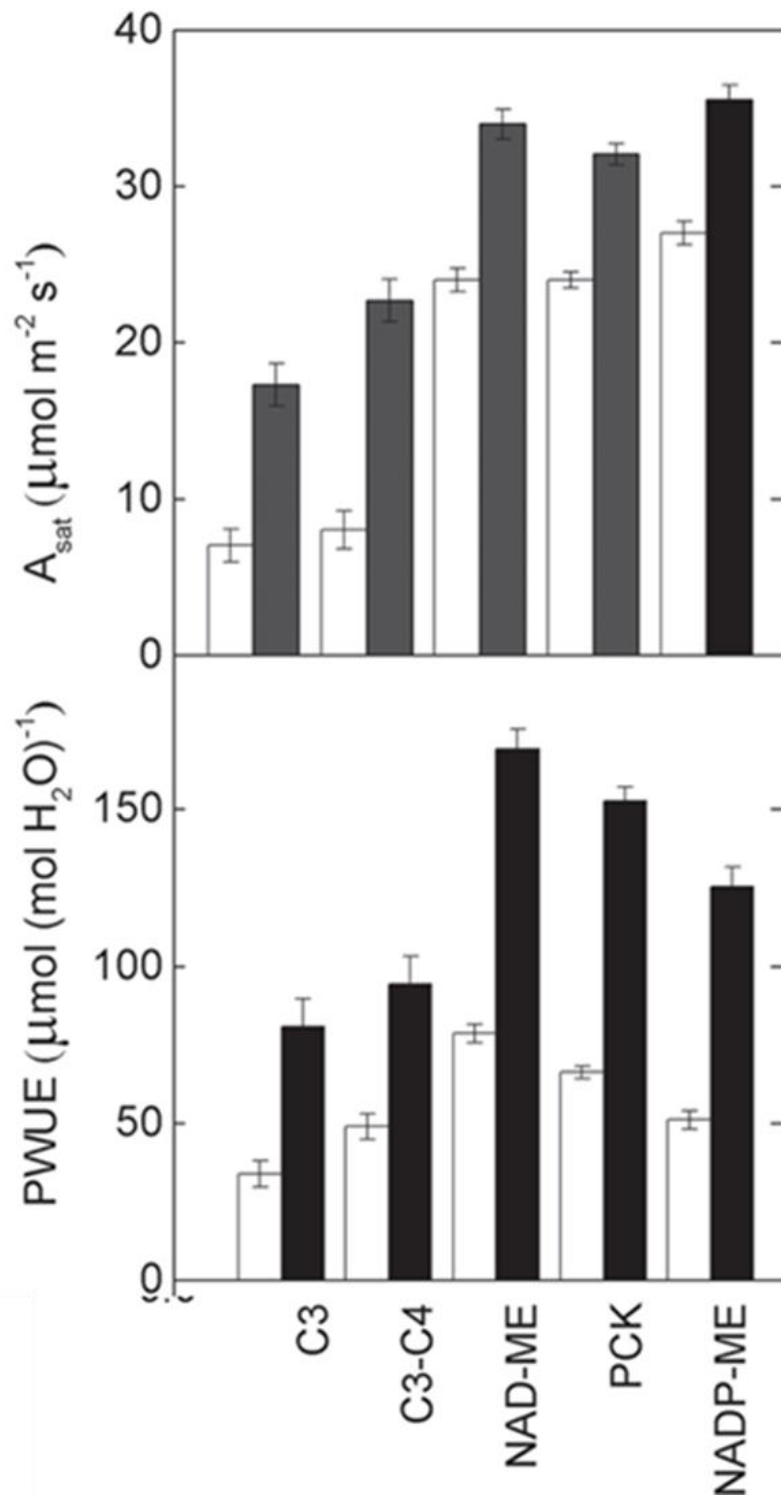 40
30
20
10
0
A_sat (μmol m⁻² s⁻¹)
150
100
50
0
PWUE (μmol (mol H₂O)⁻¹)
C3
C3-C4
NAD-ME
PCK
NADP-ME